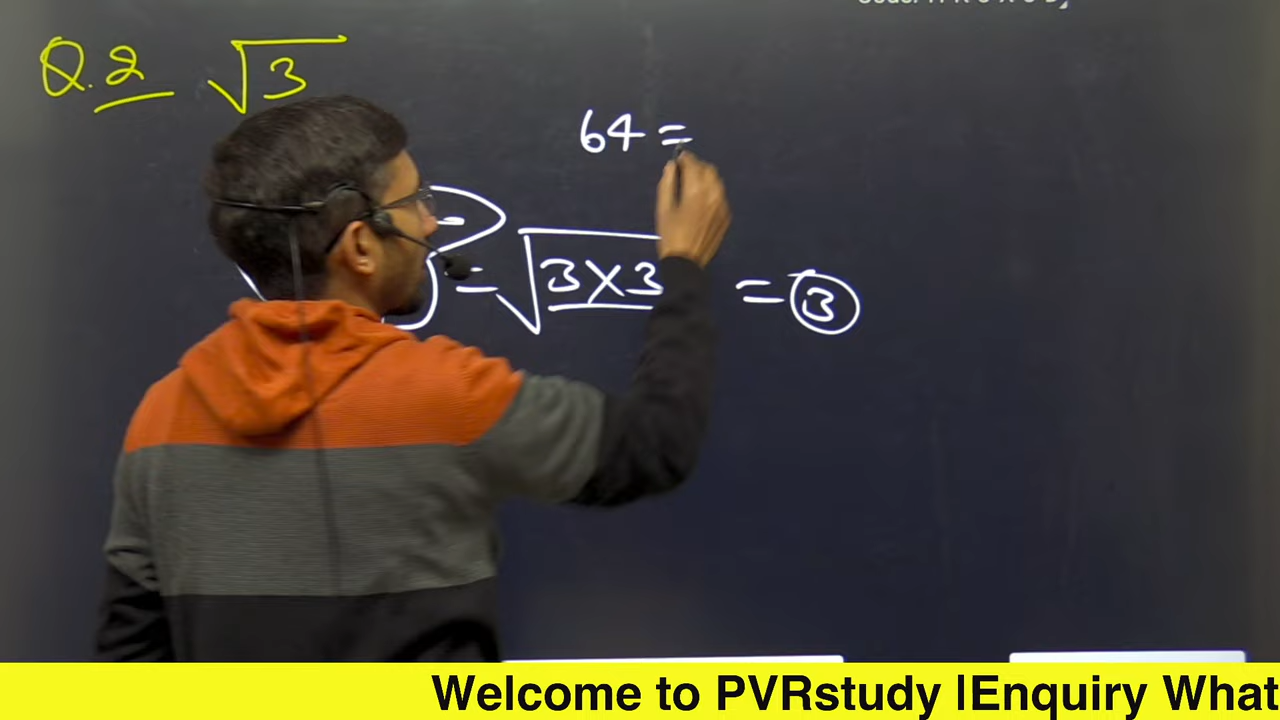 Q.2 √3
64 =
= √3×3 = 3
Welcome to PVRstudy |Enquiry What